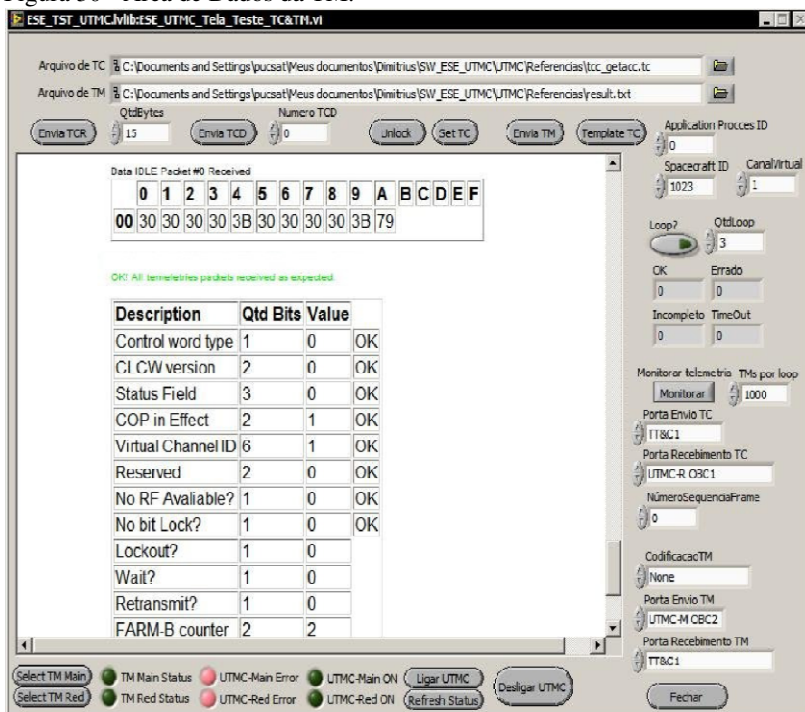 Figura 50 - Área de Dados da TM.
ESE_TST_UTMC.lvlib:ESE_UTMC_Tela_Teste_TC&TM.vi
Arquivo de TC C:\Documents and Settings\pucsat\Meus documentos\Dimitrius\SW_ESE_UTMC\UTMC\Referencias\tcc_getacc.tc
Arquivo de TM C:\Documents and Settings\pucsat\Meus documentos\Dimitrius\SW_ESE_UTMC\UTMC\Referencias\result.txt
QtdBytes Numero TCD
Envia TCR 15 Envia TCD 0 Unlock Set TC Envia TM Template TC
Application Procces ID
0
Spacecraft ID CanalVirtual
1023 1
Loop? QtdLoop
3
OK Errado
0 0
Incompleto TimeOut
0 0
Monitorar telemetria TMs por loop
Monitorar 1000
Porta Envio TC
TT&C1
Porta Recebimento TC
UTMC-R OBC1
NúmeroSequenciaFrame
0
CodificacacTM
None
Porta Envio TM
UTMC-M OBC2
Porta Recebimento TM
TT&C1
Fechar
Data IDLE Packet #0 Received
0 1 2 3 4 5 6 7 8 9 A B C D E F
00 30 30 30 30 3B 30 30 30 30 3B 79
OK! All temeletries packets received as expected
Description Qtd Bits Value
Control word type 1 0 OK
CLCW version 2 0 OK
Status Field 3 0 OK
COP in Effect 2 1 OK
Virtual Channel ID 6 1 OK
Reserved 2 0 OK
No RF Avaliable? 1 0 OK
No bit Lock? 1 0 OK
Lockout? 1 0
Wait? 1 0
Retransmit? 1 0
FARM-B counter 2 2
Select TM Main TM Main Status UTMC-Main Error UTMC-Main ON Ligar UTMC
Select TM Red TM Red Status UTMC-Red Error UTMC-Red ON Refresh Status
Desligar UTMC